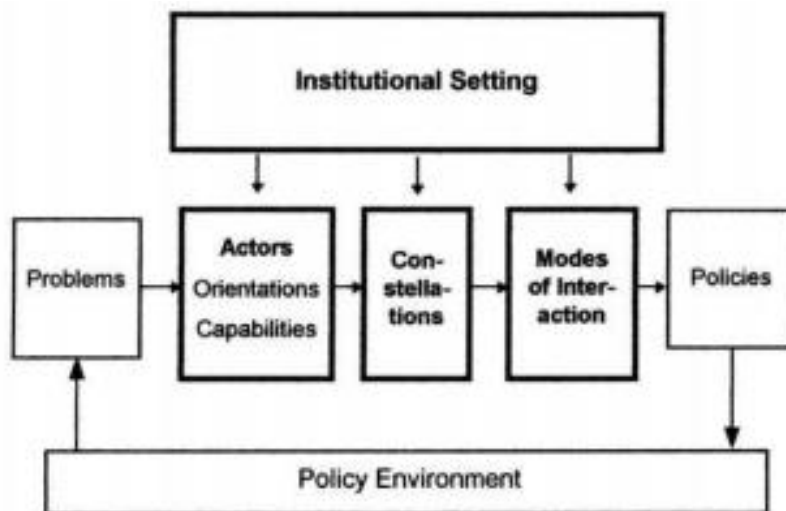 Institutional Setting
Problems
Actors
Orientations
Capabilities
Con-
stella-
tions
Modes
of Inter-
action
Policies
Policy Environment